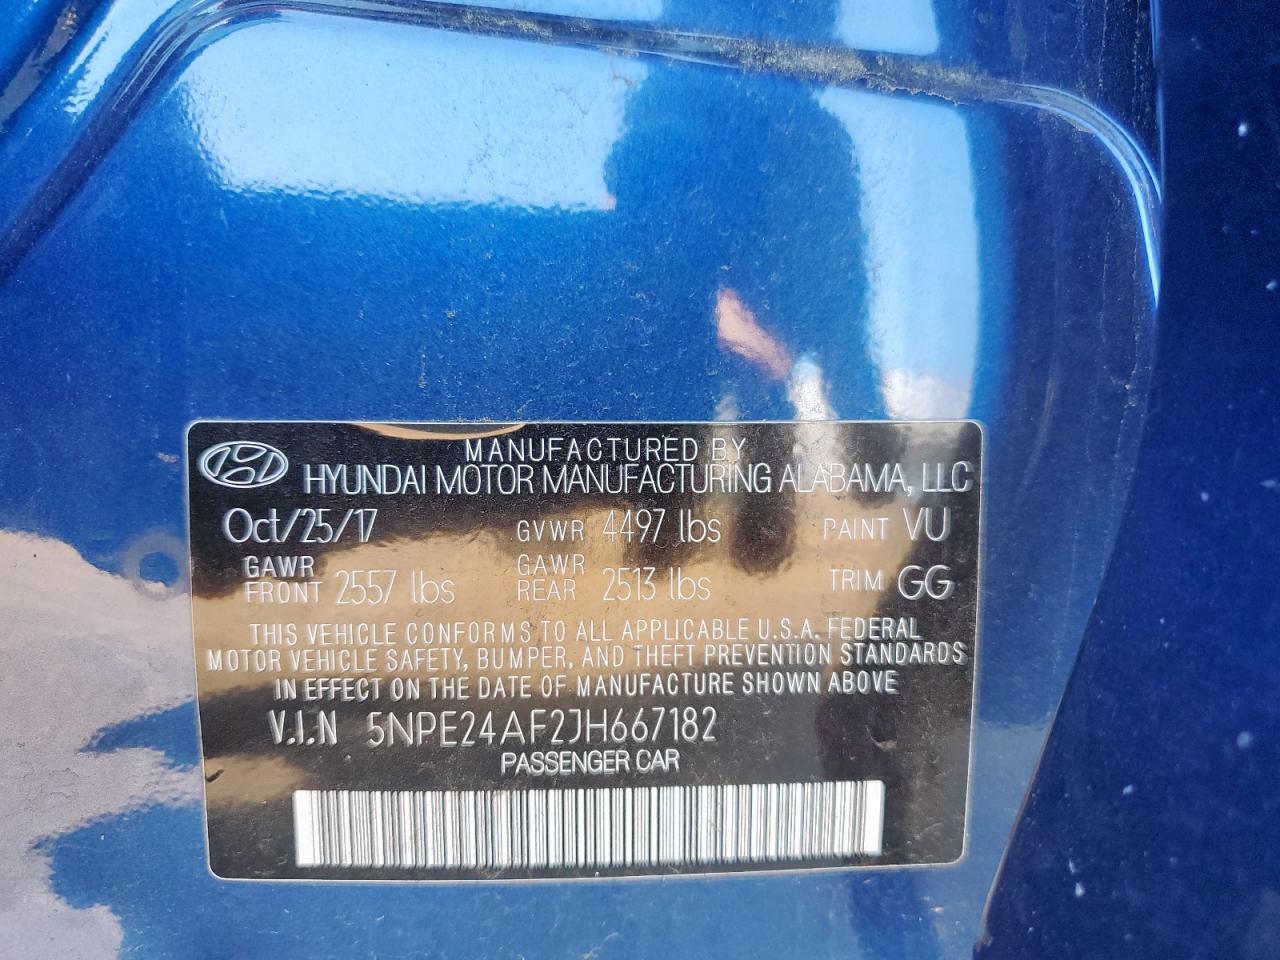 MANUFACTURED BY
HYUNDAI MOTOR MANUFACTURING ALABAMA, LLC
Oct/25/17 GVWR 4497 lbs PAINT VU
GAWR FRONT 2557 lbs GAWR REAR 2513 lbs TRIM GG
THIS VEHICLE CONFORMS TO ALL APPLICABLE U.S.A. FEDERAL
MOTOR VEHICLE SAFETY, BUMPER, AND THEFT PREVENTION STANDARDS
IN EFFECT ON THE DATE OF MANUFACTURE SHOWN ABOVE
V.I.N 5NPE24AF2JH667182
PASSENGER CAR